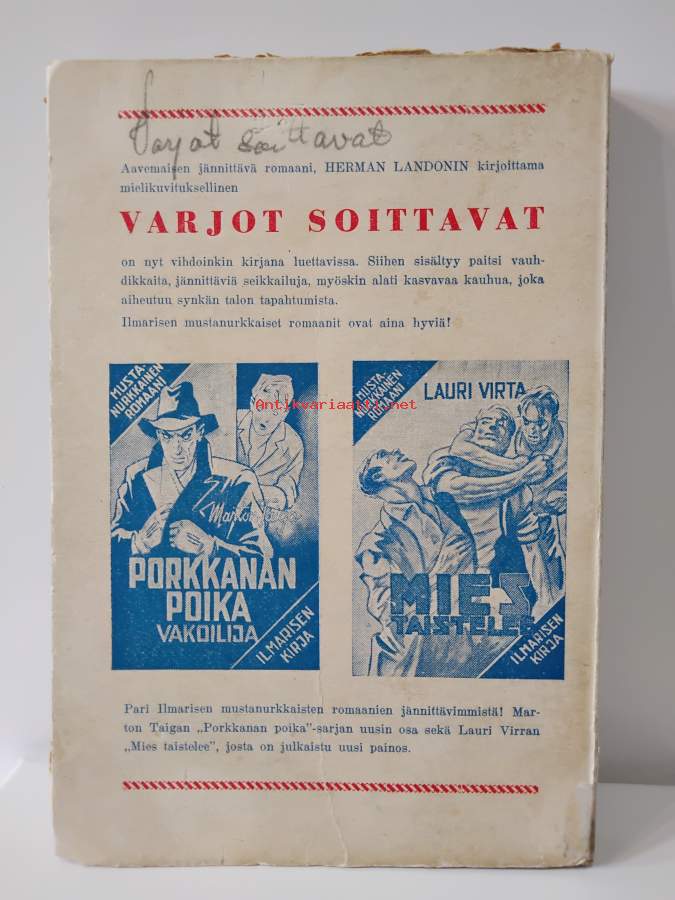 Varjot soittavat
Aavemaisen jännittävä romaani, HERMAN LANDONIN kirjoittama
mielikuvituksellinen
VARJOT SOITTAVAT
on nyt vihdoinkin kirjana luettavissa. Siihen sisältyy paitsi vauh-
dikkaita, jännittäviä seikkailuja, myöskin alati kasvavaa kauhua, joka
aiheutun synkän talon tapahtumista.
Ilmarisen mustanurkkaiset romaanit ovat aina hyviä!
MUSTA-
NURKKAINEN
ROMAANI
PORKKANAN
POIKA
VAKOILIJA
ILMARISEN
KIRJA
MUSTA-
NURKKAINEN
ROMAANI
LAURI VIRTA
MIES
TAISTELEE
ILMARISEN
KIRJA
Antikvariaatti.net
Pari Ilmarisen mustanurkkaisten romaanien jännittävimmistä! Mar-
ton Taigan „Porkkanan poika"-sarjan uusin osa sekä Lauri Virran
„Mies taistelee", josta on julkaistu uusi painos.